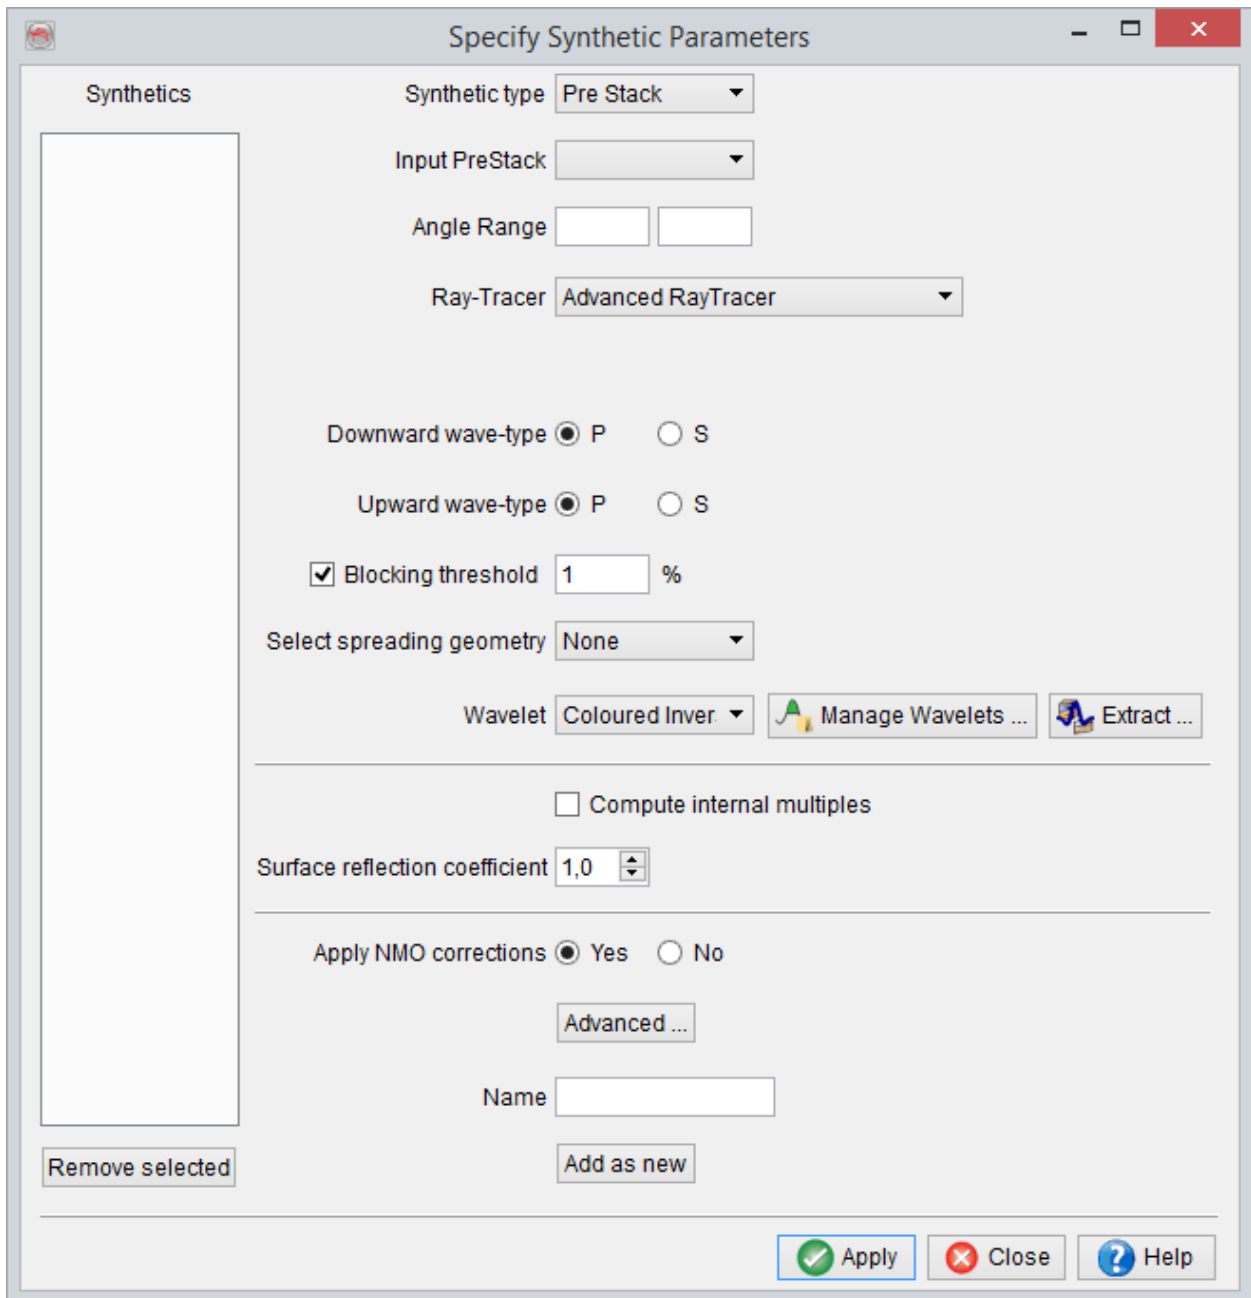 Specify Synthetic Parameters
Synthetics
Synthetic type Pre Stack
Input PreStack
Angle Range
Ray-Tracer Advanced RayTracer
Downward wave-type P S
Upward wave-type P S
Blocking threshold 1 %
Select spreading geometry None
Wavelet Coloured Inver Manage Wavelets ... Extract ...
Compute internal multiples
Surface reflection coefficient 1,0
Apply NMO corrections Yes No
Advanced ...
Name
Remove selected Add as new
Apply Close Help